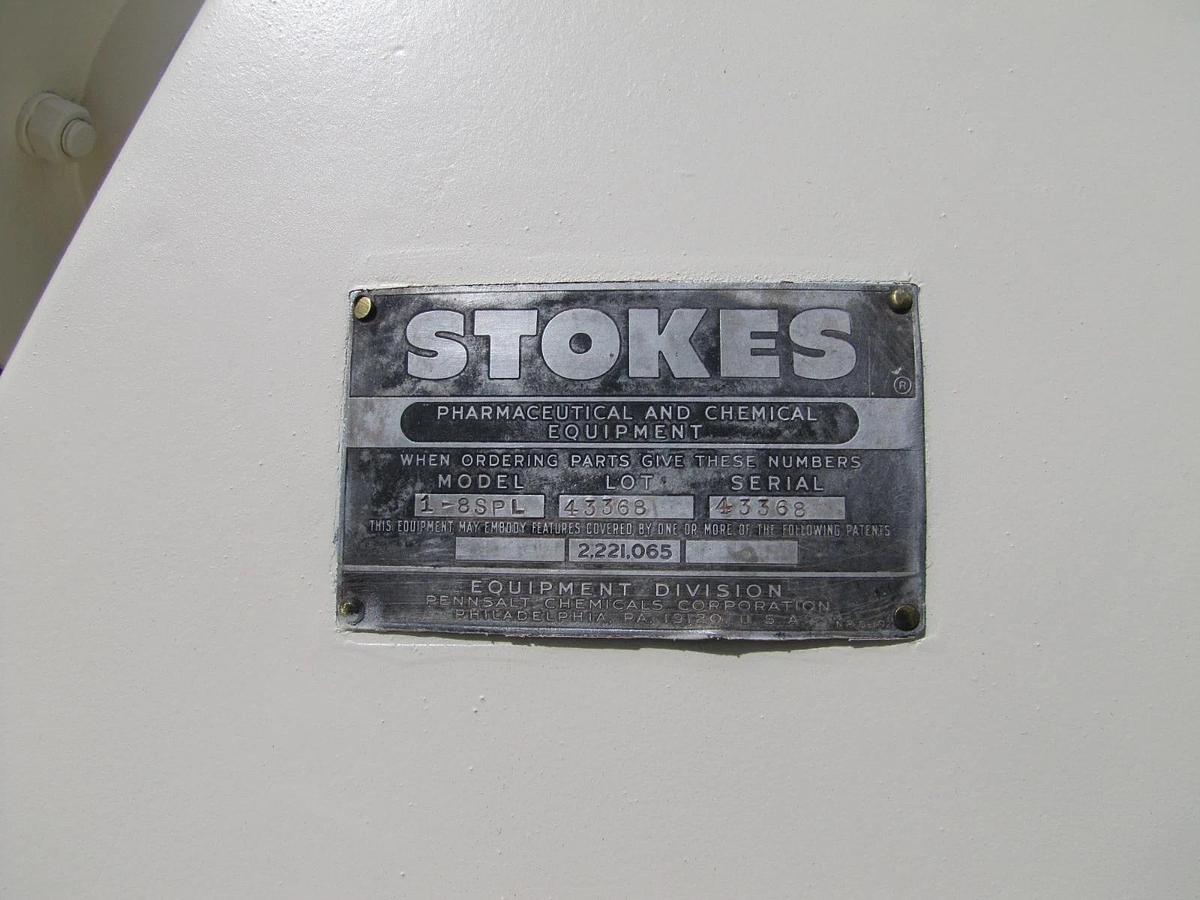 STOKES
®
PHARMACEUTICAL AND CHEMICAL
EQUIPMENT
WHEN ORDERING PARTS GIVE THESE NUMBERS
MODEL LOT SERIAL
1-8SPL 43368 43368
THIS EQUIPMENT MAY EMBODY FEATURES COVERED BY ONE OR MORE OF THE FOLLOWING PATENTS
2,221,065
EQUIPMENT DIVISION
PENNSALT CHEMICALS CORPORATION
PHILADELPHIA, PA. 19120, U.S.A.